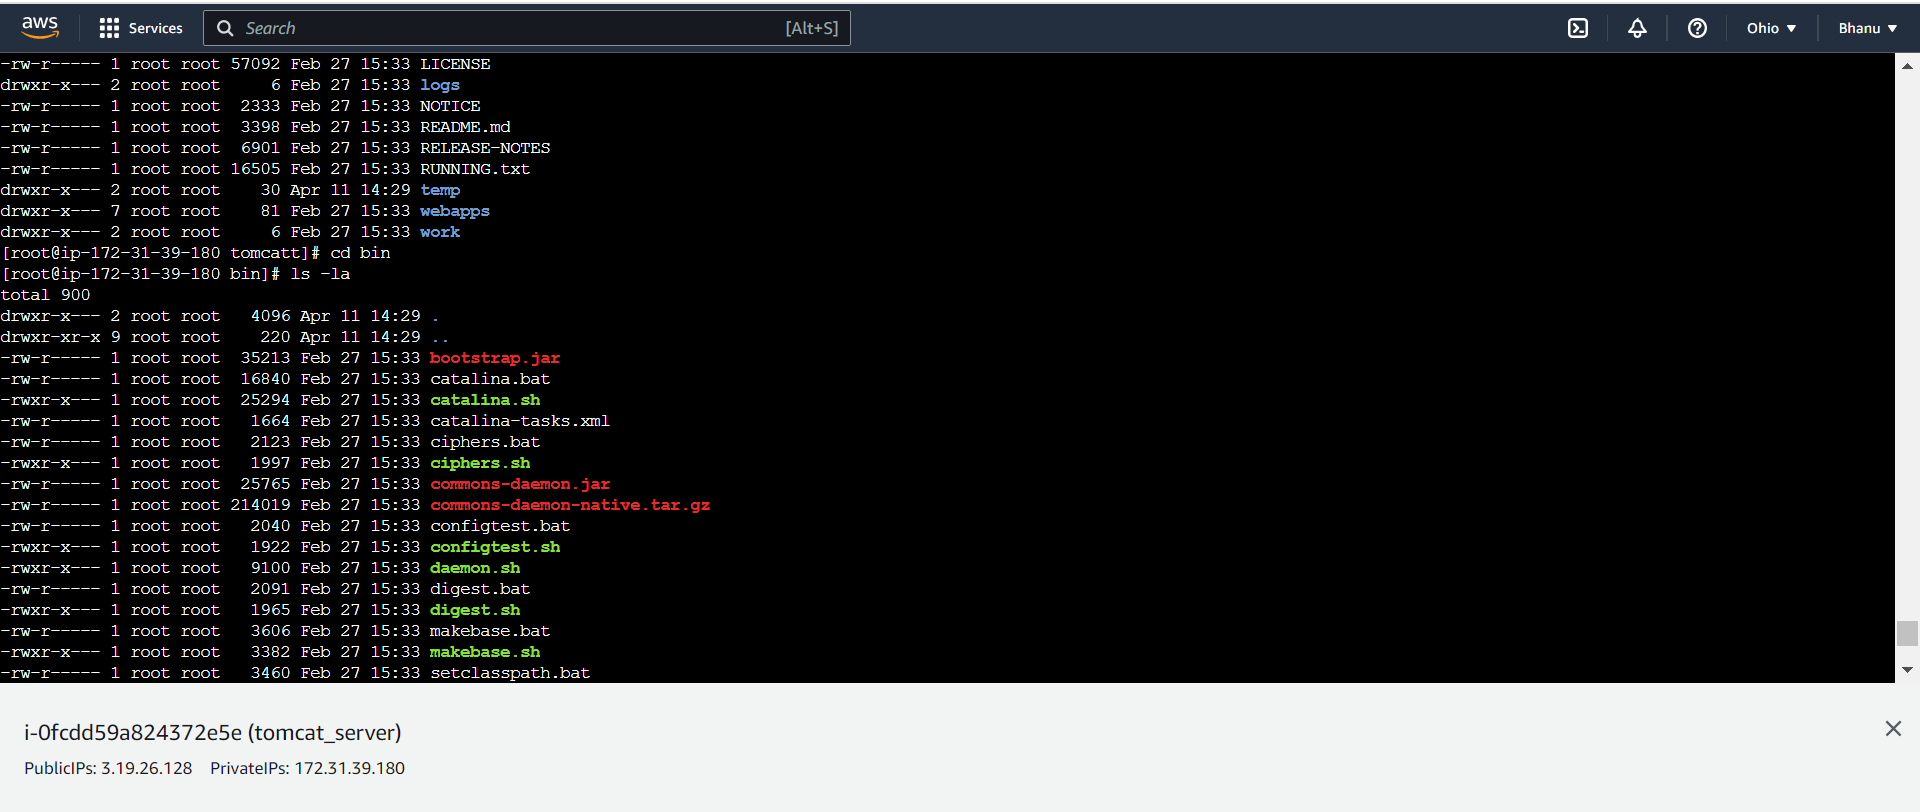 aws Services Search [Alt+S] Ohio Bhanu
-rw-r----- 1 root root 57092 Feb 27 15:33 LICENSE
drwxr-x--- 2 root root     6 Feb 27 15:33 logs
-rw-r----- 1 root root  2333 Feb 27 15:33 NOTICE
-rw-r----- 1 root root  3398 Feb 27 15:33 README.md
-rw-r----- 1 root root  6901 Feb 27 15:33 RELEASE-NOTES
-rw-r----- 1 root root 16505 Feb 27 15:33 RUNNING.txt
drwxr-x--- 2 root root    30 Apr 11 14:29 temp
drwxr-x--- 7 root root    81 Feb 27 15:33 webapps
drwxr-x--- 2 root root     6 Feb 27 15:33 work
[root@ip-172-31-39-180 tomcatt]# cd bin
[root@ip-172-31-39-180 bin]# ls -la
total 900
drwxr-x--- 2 root root   4096 Apr 11 14:29 .
drwxr-xr-x 9 root root    220 Apr 11 14:29 ..
-rw-r----- 1 root root  35213 Feb 27 15:33 bootstrap.jar
-rw-r----- 1 root root  16840 Feb 27 15:33 catalina.bat
-rwxr-x--- 1 root root  25294 Feb 27 15:33 catalina.sh
-rw-r----- 1 root root   1664 Feb 27 15:33 catalina-tasks.xml
-rw-r----- 1 root root   2123 Feb 27 15:33 ciphers.bat
-rwxr-x--- 1 root root   1997 Feb 27 15:33 ciphers.sh
-rw-r----- 1 root root  25765 Feb 27 15:33 commons-daemon.jar
-rw-r----- 1 root root 214019 Feb 27 15:33 commons-daemon-native.tar.gz
-rw-r----- 1 root root   2040 Feb 27 15:33 configtest.bat
-rwxr-x--- 1 root root   1922 Feb 27 15:33 configtest.sh
-rwxr-x--- 1 root root   9100 Feb 27 15:33 daemon.sh
-rw-r----- 1 root root   2091 Feb 27 15:33 digest.bat
-rwxr-x--- 1 root root   1965 Feb 27 15:33 digest.sh
-rw-r----- 1 root root   3606 Feb 27 15:33 makebase.bat
-rwxr-x--- 1 root root   3382 Feb 27 15:33 makebase.sh
-rw-r----- 1 root root   3460 Feb 27 15:33 setclasspath.bat
i-0fcdd59a824372e5e (tomcat_server)
PublicIPs: 3.19.26.128 PrivateIPs: 172.31.39.180